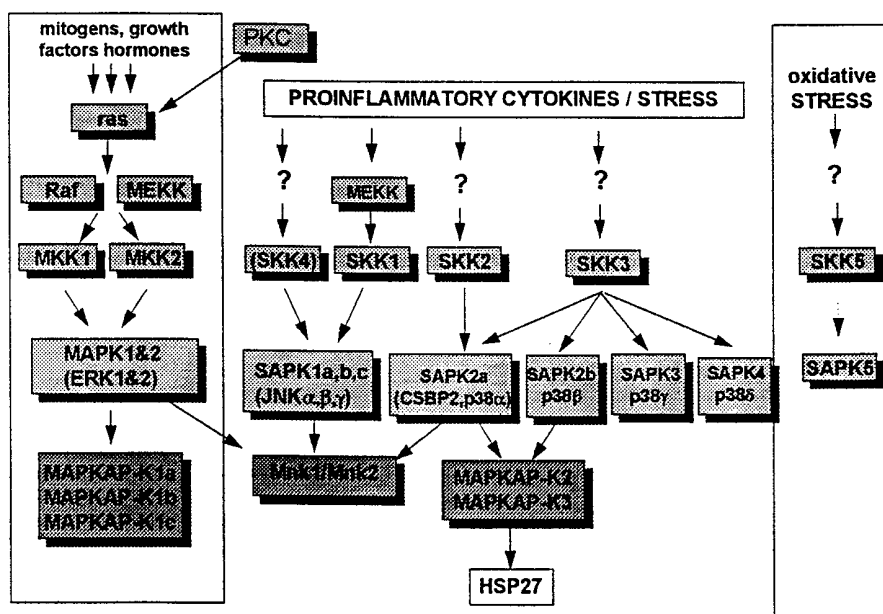 mitogens, growth
factors hormones
PKC
ras
Raf
MEKK
MKK1
MKK2
MAPK1&2
(ERK1&2)
MAPKAP-K1a
MAPKAP-K1b
MAPKAP-K1c
PROINFLAMMATORY CYTOKINES / STRESS
?
MEKK
?
?
(SKK4)
SKK1
SKK2
SKK3
SAPK1a,b,c
(JNKα,β,γ)
SAPK2a
(CSBP2,p38α)
SAPK2b
p38β
SAPK3
p38γ
SAPK4
p38δ
Mnk1/Mnk2
MAPKAP-K2
MAPKAP-K3
HSP27
oxidative
STRESS
?
SKK5
SAPK5